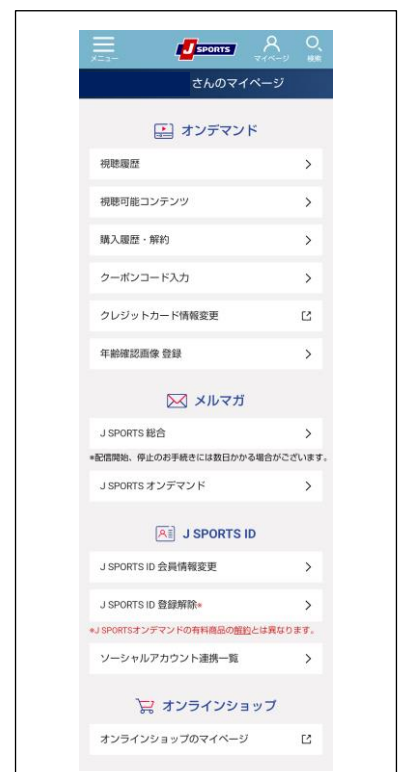 J SPORTS
メニュー
マイページ
検索
さんのマイページ
オンデマンド
視聴履歴
視聴可能コンテンツ
購入履歴・解約
クーポンコード入力
クレジットカード情報変更
年齢確認画像 登録
メルマガ
J SPORTS 総合
*配信開始、停止のお手続きには数日かかる場合がございます。
J SPORTS オンデマンド
J SPORTS ID
J SPORTS ID 会員情報変更
J SPORTS ID 登録解除*
*J SPORTSオンデマンドの有料商品の解約とは異なります。
ソーシャルアカウント連携一覧
オンラインショップ
オンラインショップのマイページ